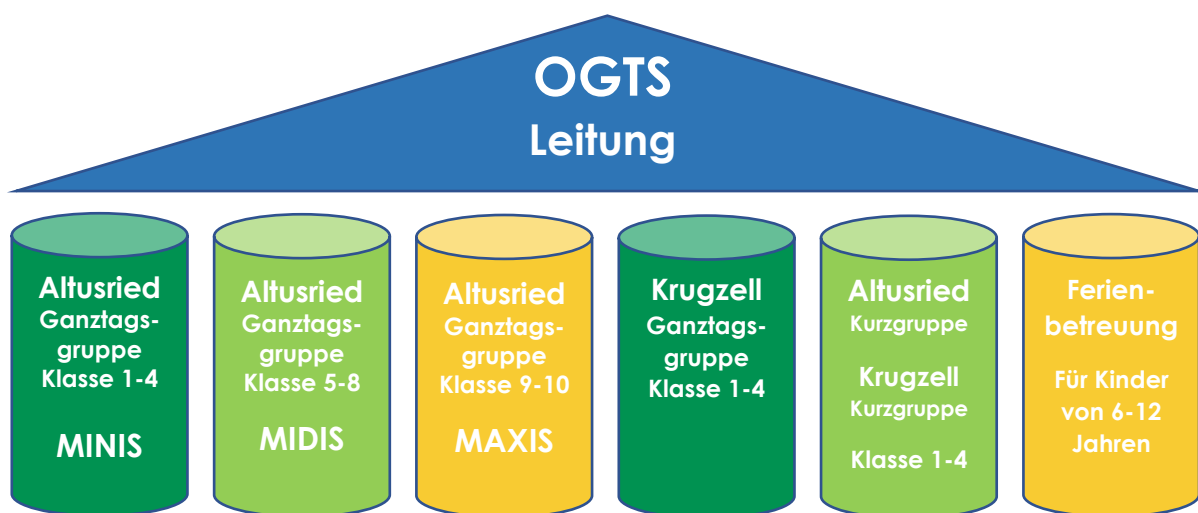 OGTS
Leitung
Altusried
Ganztags-
gruppe
Klasse 1-4
MINIS
Altusried
Ganztags-
gruppe
Klasse 5-8
MIDIS
Altusried
Ganztags-
gruppe
Klasse 9-10
MAXIS
Krugzell
Ganztags-
gruppe
Klasse 1-4
Altusried
Kurzgruppe
Krugzell
Kurzgruppe
Klasse 1-4
Ferien-
betreuung
Für Kinder
von 6-12
Jahren